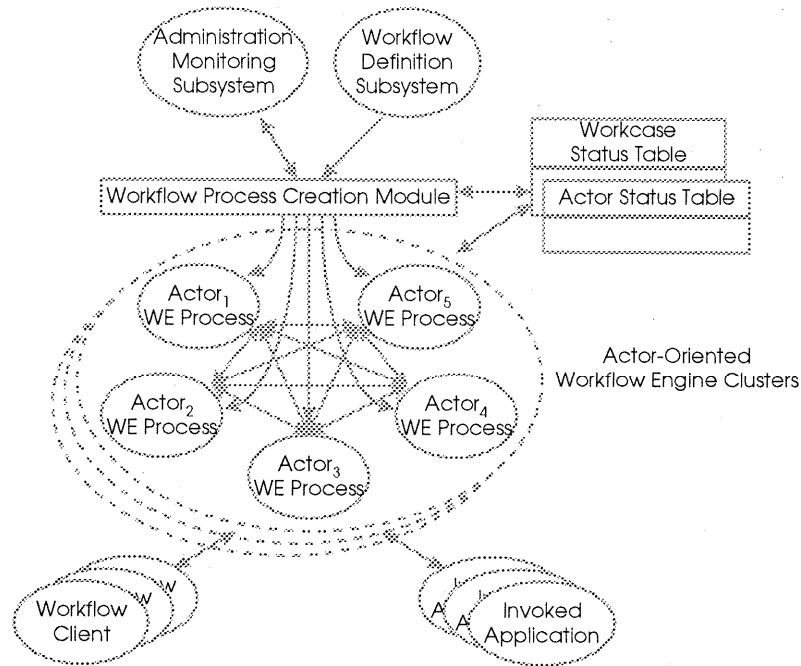 Administration
Monitoring
Subsystem
Workflow
Definition
Subsystem
Workcase
Status Table
Workflow Process Creation Module
Actor Status Table
Actor1
WE Process
Actor5
WE Process
Actor-Oriented
Workflow Engine Clusters
Actor2
WE Process
Actor4
WE Process
Actor3
WE Process
W
W
Workflow
Client
I
A
I
A
Invoked
Application